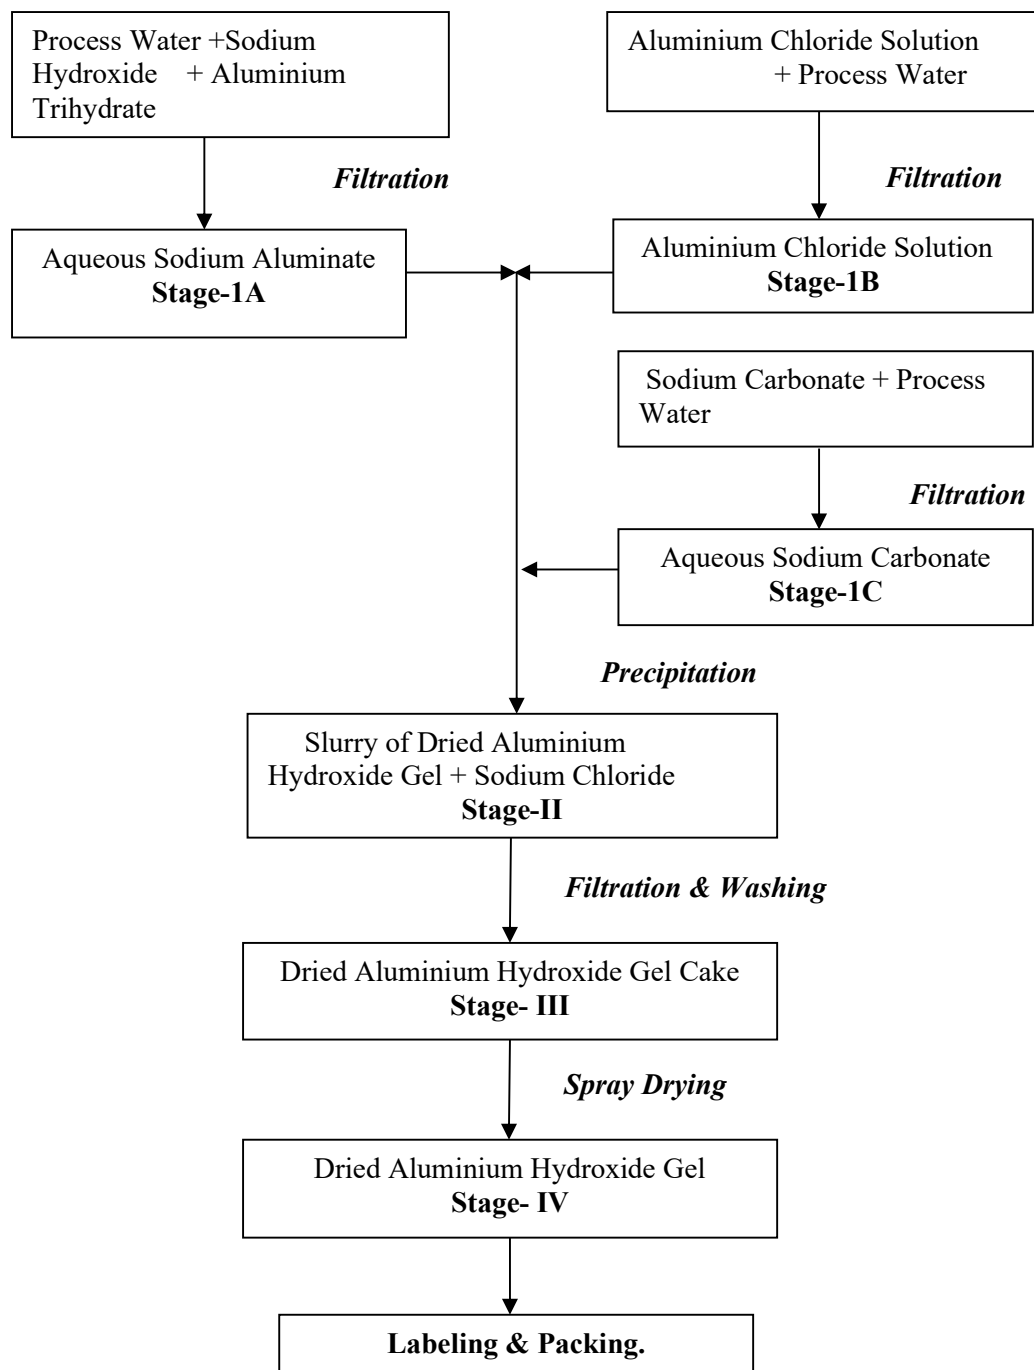 Process Water +Sodium
Hydroxide + Aluminium
Trihydrate
Aluminium Chloride Solution
+ Process Water
Filtration
Filtration
Aqueous Sodium Aluminate
Stage-1A
Aluminium Chloride Solution
Stage-1B
Sodium Carbonate + Process
Water
Filtration
Aqueous Sodium Carbonate
Stage-1C
Precipitation
Slurry of Dried Aluminium
Hydroxide Gel + Sodium Chloride
Stage-II
Filtration & Washing
Dried Aluminium Hydroxide Gel Cake
Stage- III
Spray Drying
Dried Aluminium Hydroxide Gel
Stage- IV
Labeling & Packing.